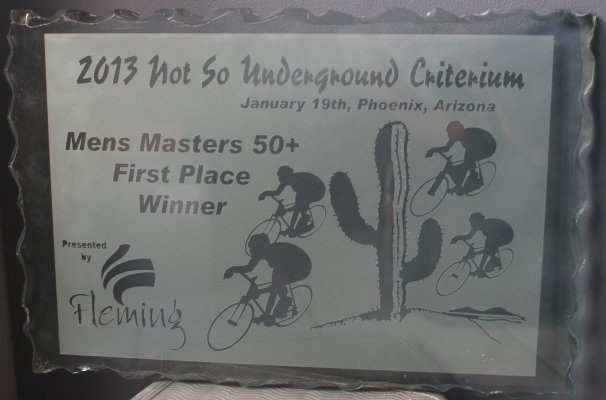 2013 Not So Underground Criterium
January 19th, Phoenix, Arizona
Mens Masters 50+
First Place
Winner
Presented
by
Fleming